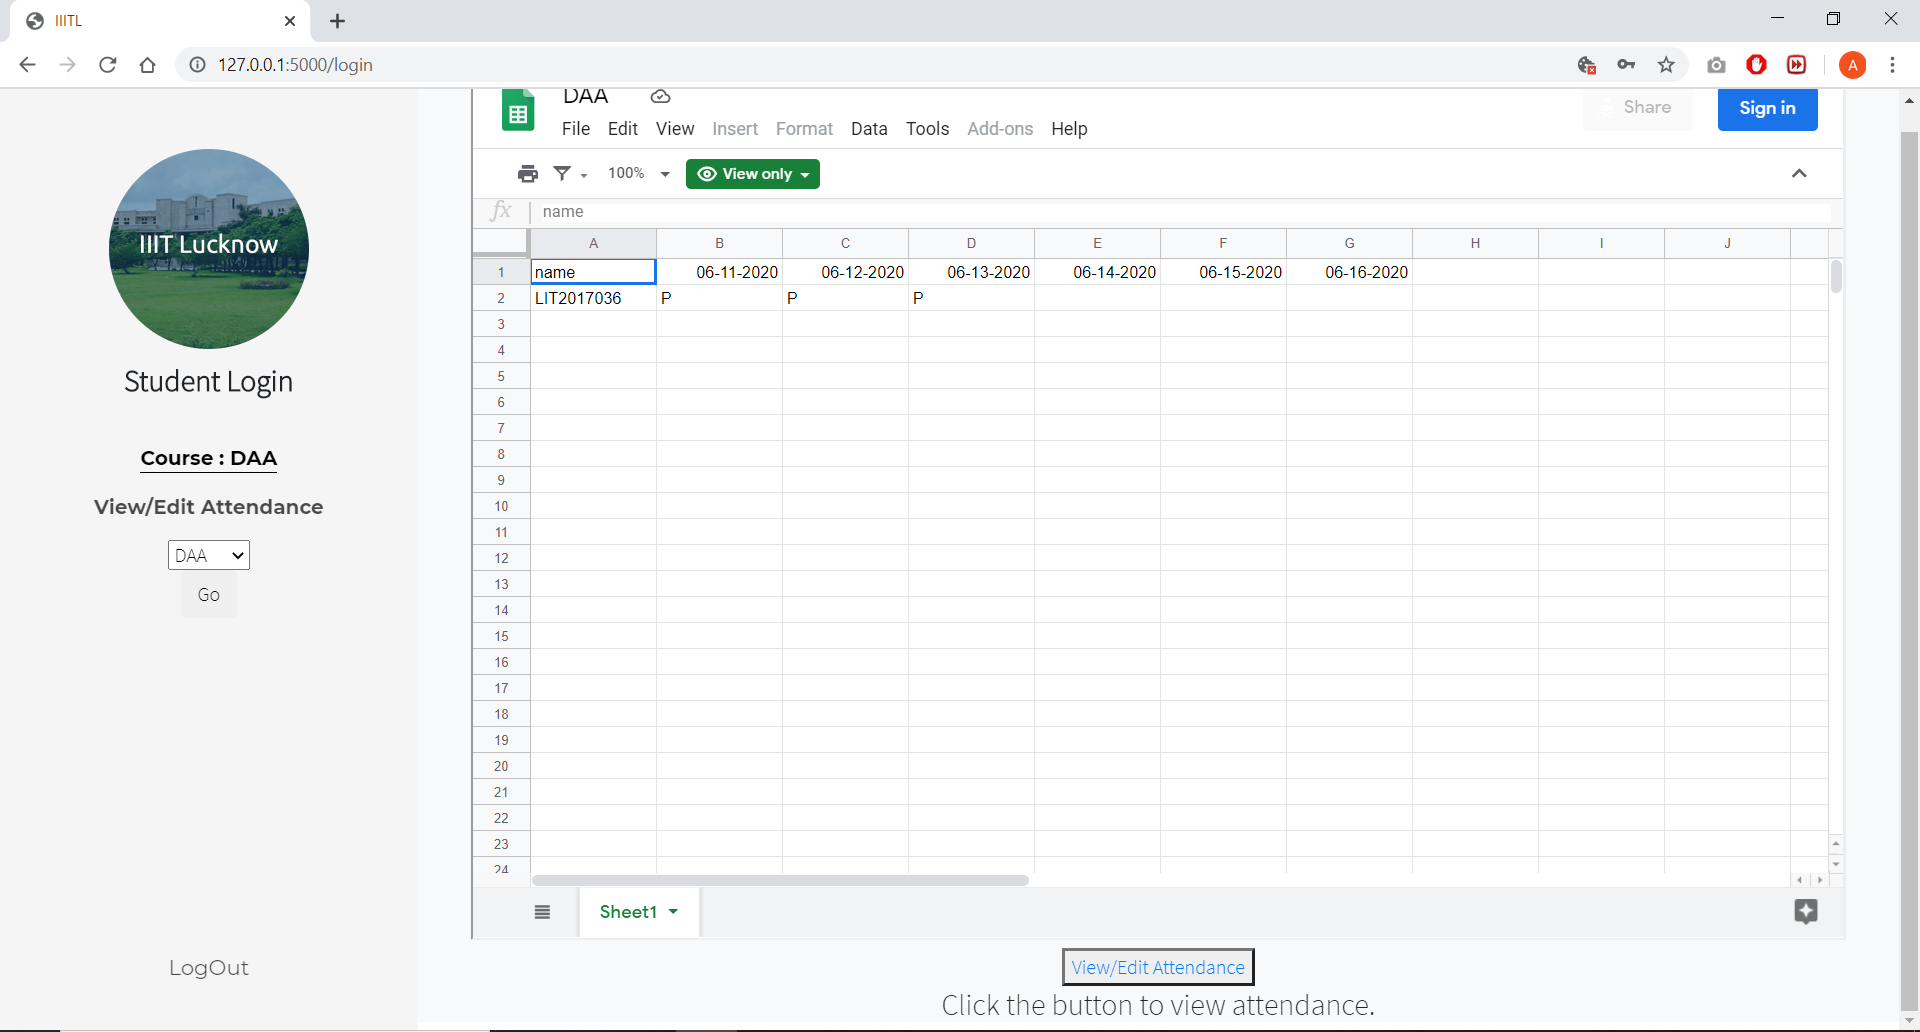 IIITL
127.0.0.1:5000/login
A
IIIT Lucknow
Student Login
Course : DAA
View/Edit Attendance
DAA
Go
LogOut
DAA
File Edit View Insert Format Data Tools Add-ons Help
Share
Sign in
100%
View only
fx name
A B C D E F G H I J
1 name 06-11-2020 06-12-2020 06-13-2020 06-14-2020 06-15-2020 06-16-2020
2 LIT2017036 P P P
3
4
5
6
7
8
9
10
11
12
13
14
15
16
17
18
19
20
21
22
23
24
Sheet1
View/Edit Attendance
Click the button to view attendance.